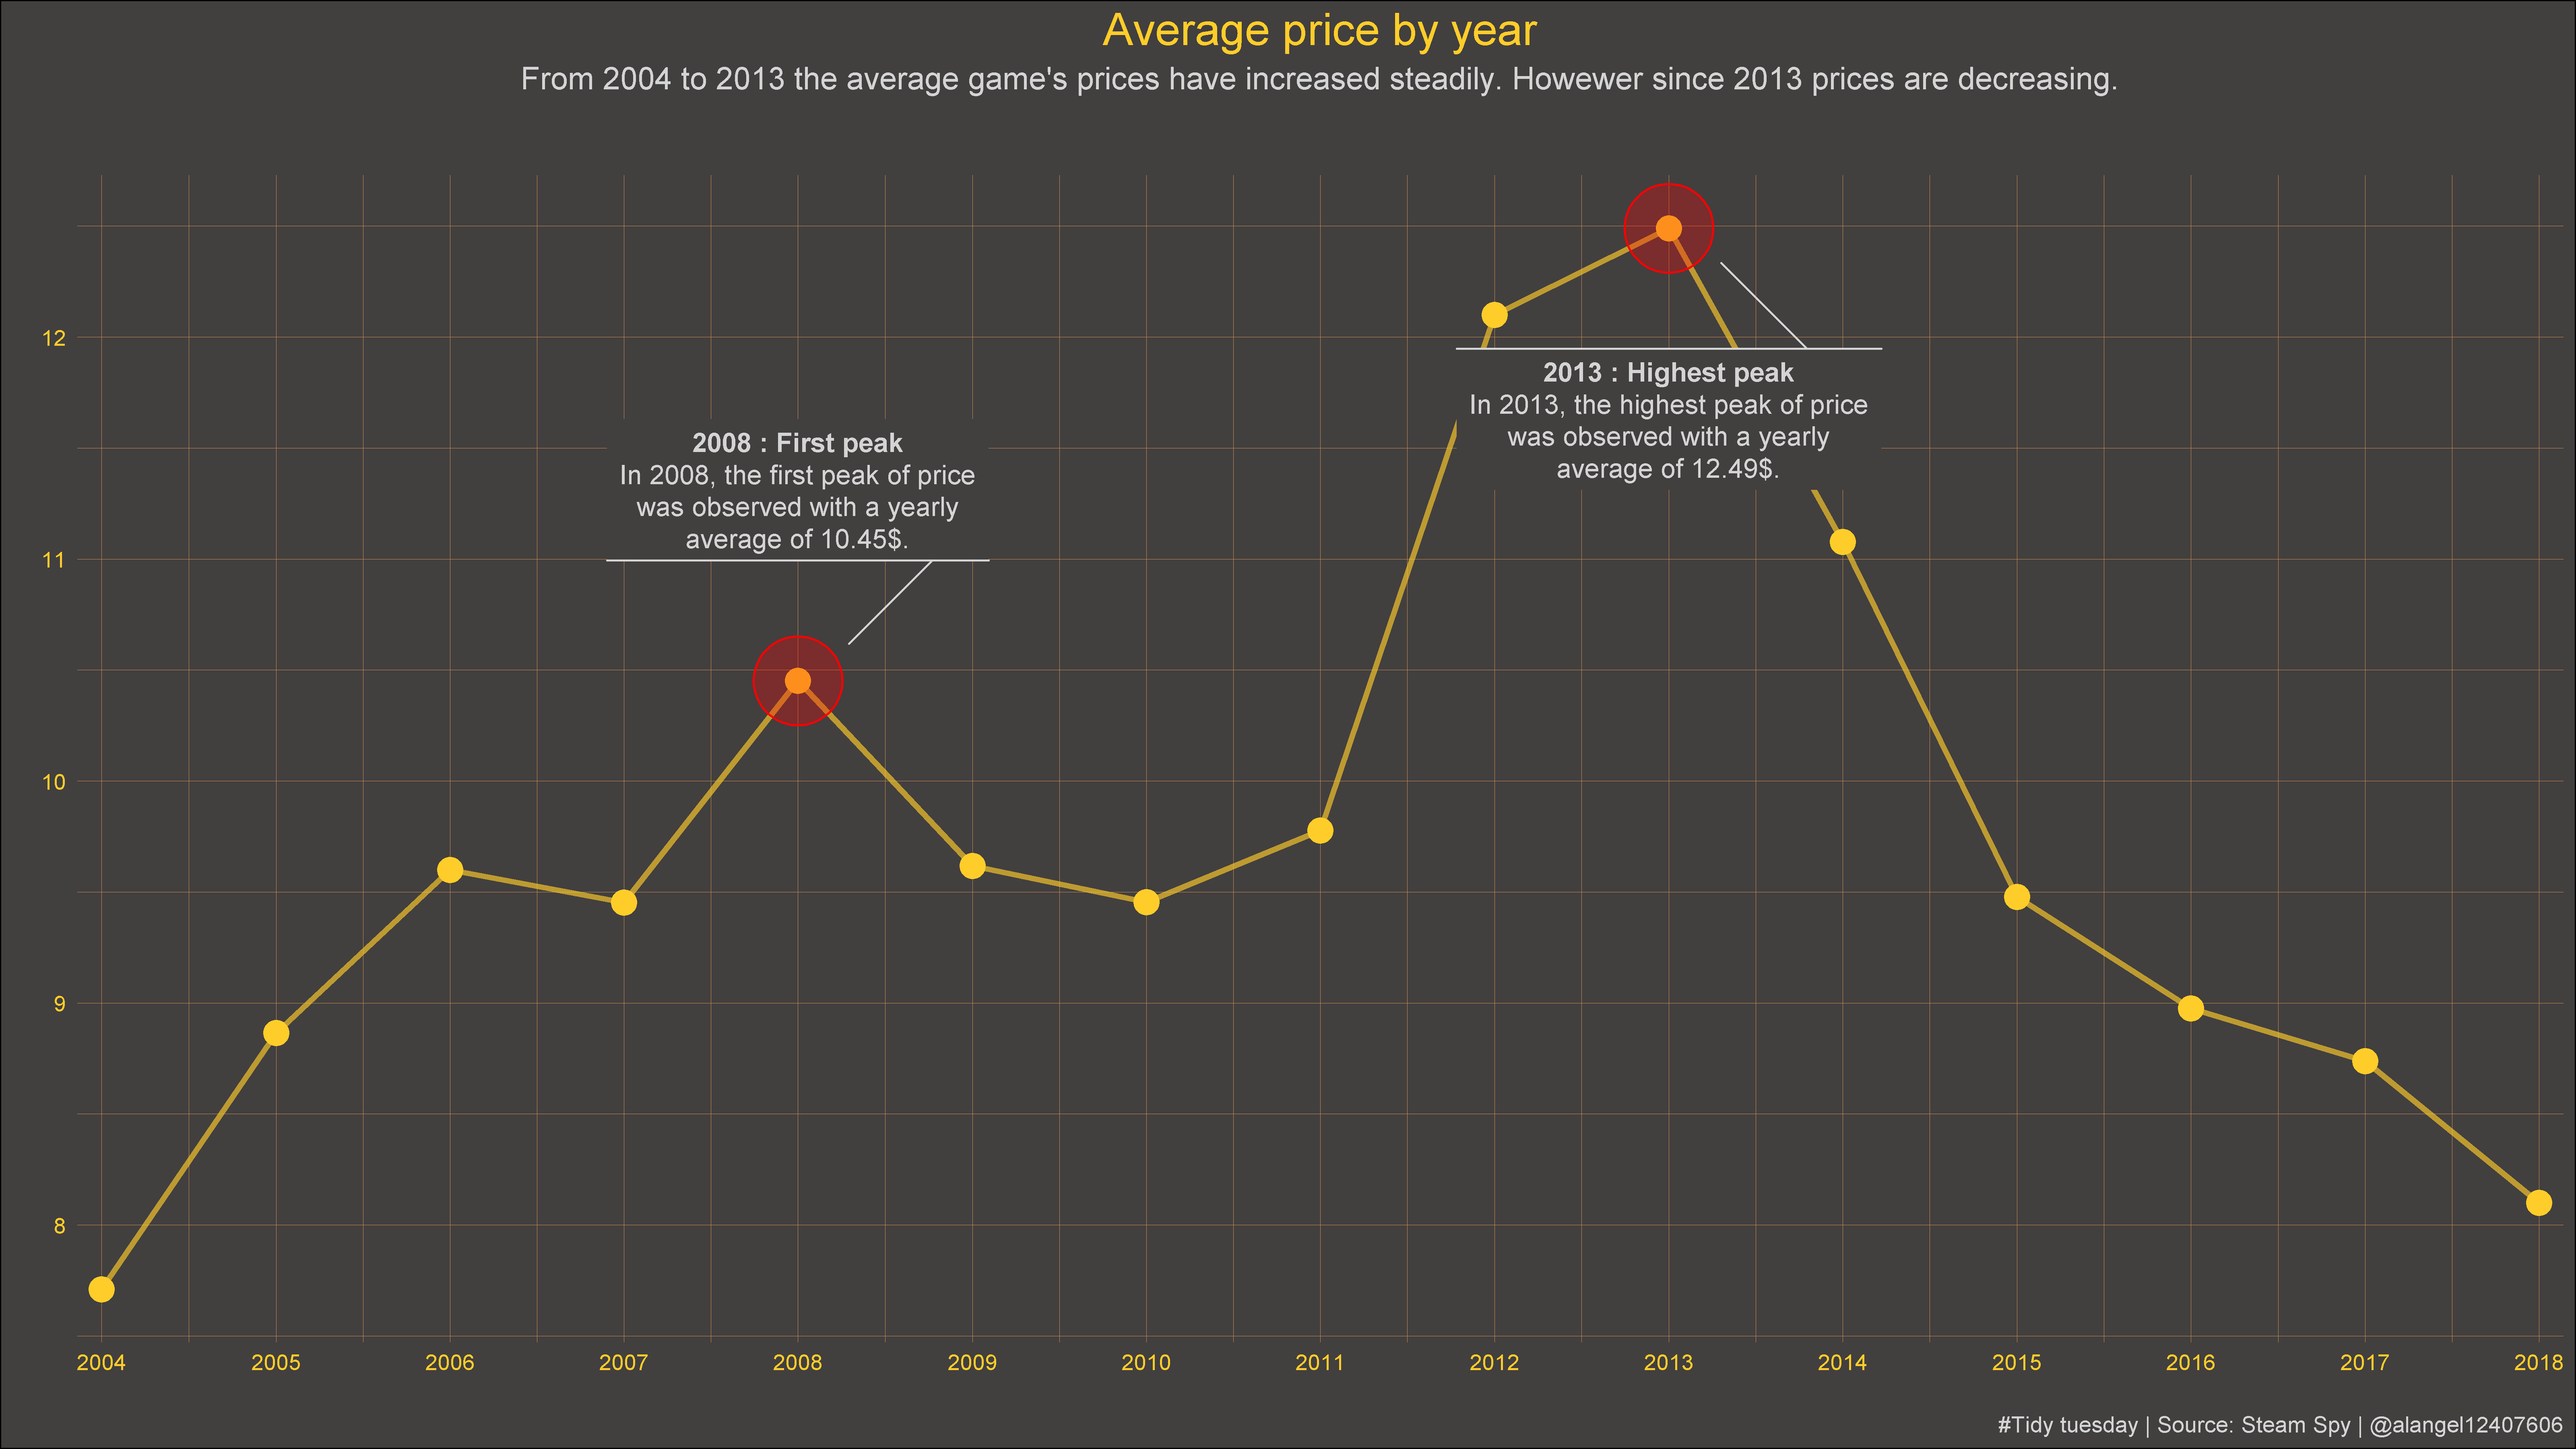 Average price by year
From 2004 to 2013 the average game's prices have increased steadily. Howewer since 2013 prices are decreasing.
12
2013 : Highest peak
In 2013, the highest peak of price
was observed with a yearly
average of 12.49$.
2008 : First peak
In 2008, the first peak of price
was observed with a yearly
average of 10.45$.
11
10
9
8
2004 2005 2006 2007 2008 2009 2010 2011 2012 2013 2014 2015 2016 2017 2018
#Tidy tuesday | Source: Steam Spy | @alangel12407606